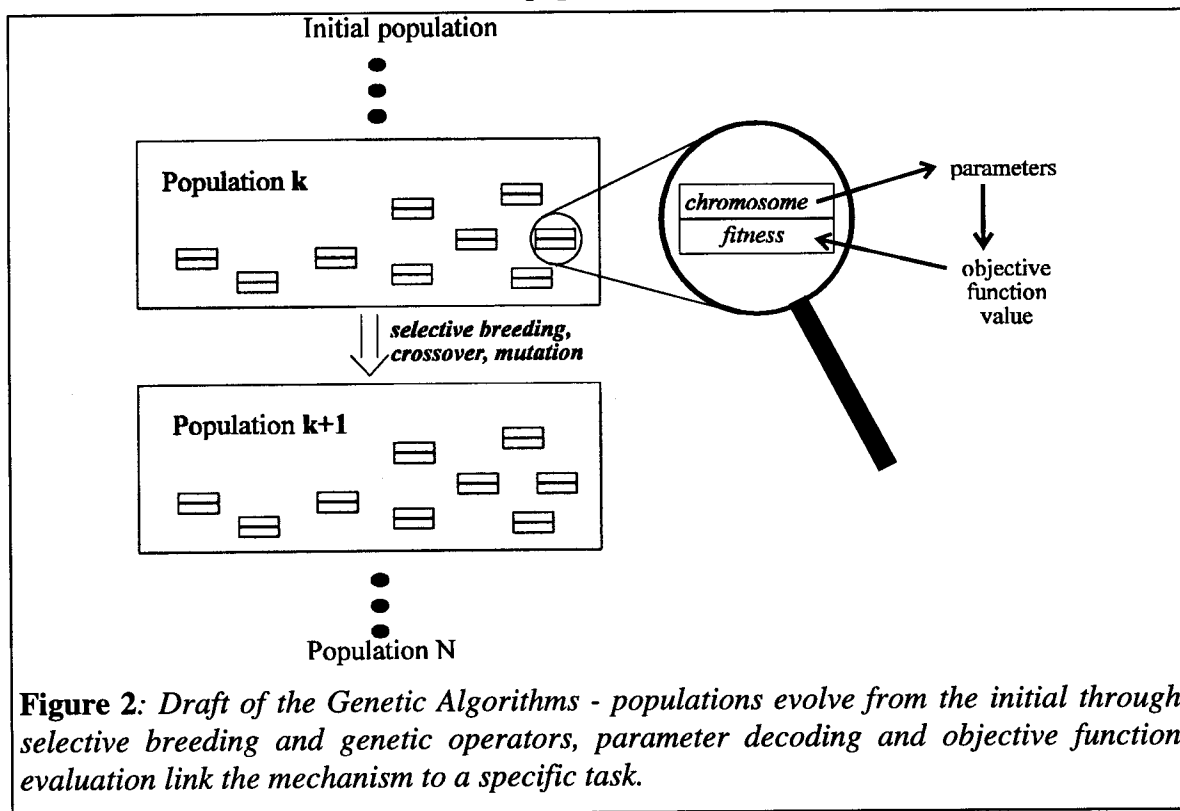 Initial population
Population k
chromosome
fitness
parameters
objective
function
value
selective breeding,
crossover, mutation
Population k+1
Population N
Figure 2: Draft of the Genetic Algorithms - populations evolve from the initial through
selective breeding and genetic operators, parameter decoding and objective function
evaluation link the mechanism to a specific task.